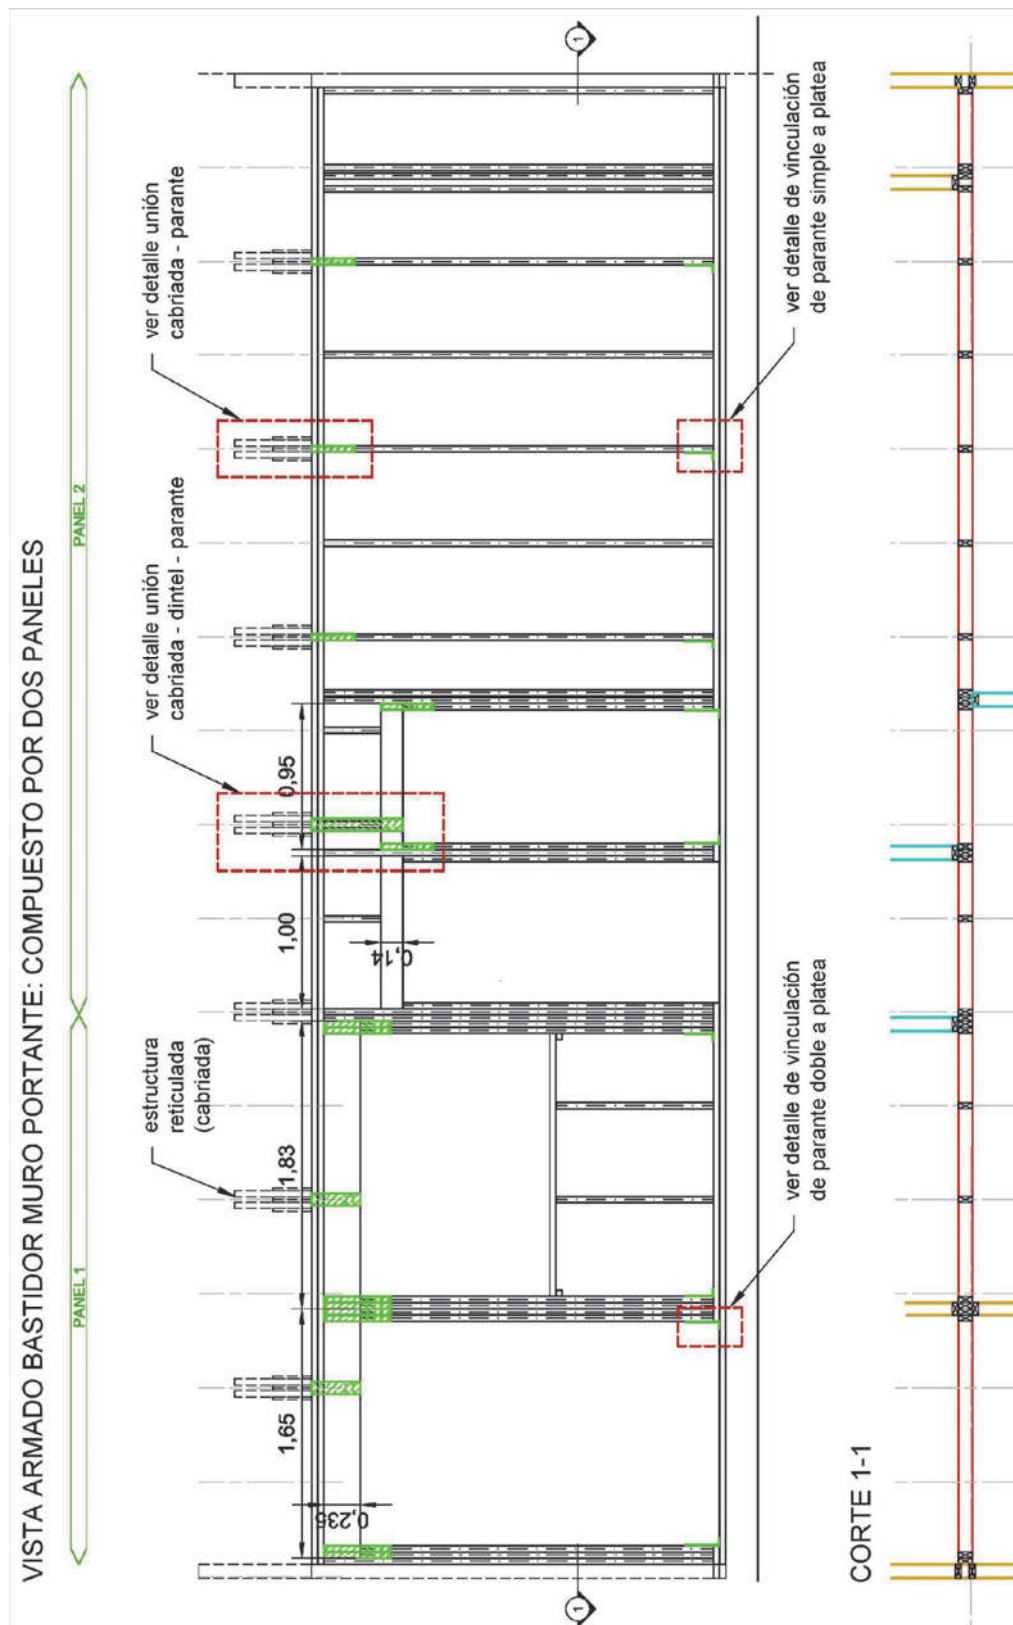 VISTA ARMADO BASTIDOR MURO PORTANTE: COMPUESTO POR DOS PANELES
PANEL 1
PANEL 2
estructura
reticulada
(cabriada)
ver detalle unión
cabriada - dintel - parante
ver detalle unión
cabriada - parante
1,65
1,83
1,00
0,95
0,235
0,14
1
1
ver detalle de vinculación
de parante doble a platea
ver detalle de vinculación
de parante simple a platea
CORTE 1-1